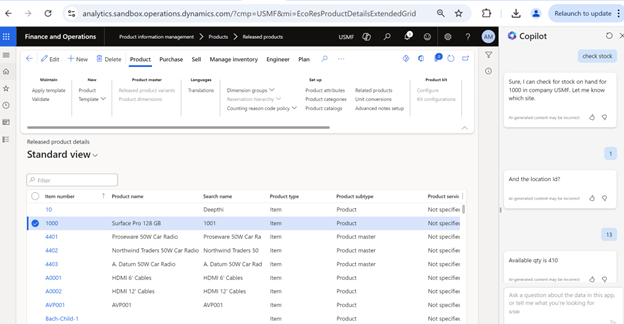 analytics.sandbox.operations.dynamics.com/?cmp=USMF&mi=EcoResProductDetailsExtendedGrid
Relaunch to update
Finance and Operations
Product information management > Products > Released products
USMF
1
?
AM
Edit
New
Delete
Product
Purchase
Sell
Manage inventory
Engineer
Plan
Maintain
Apply template
Validate
New
Product
Template
Product master
Released product variants
Product dimensions
Languages
Translations
Set up
Dimension groups
Reservation hierarchy
Counting reason code policy
Product attributes
Product categories
Product catalogs
Related products
Unit conversions
Advanced notes setup
Product kit
Configure
Kit configurations
Released product details
Standard view
Filter
Item number Product name Search name Product type Product subtype Product servic
10 Deepthi Item Product Not specified
1000 Surface Pro 128 GB 1001 Item Product Not specified
4401 Proseware 50W Car Radio Proseware 50W Car Ra Item Product master Not specified
4402 Northwind Traders 50W Car Radio Northwind Traders 50 Item Product master Not specified
4403 A. Datum 50W Car Radio A. Datum 50W Car Rad Item Product master Not specified
A0001 HDMI 6' Cables HDMI 6' Cables Item Product Not specified
A0002 HDMI 12' Cables HDMI 12' Cables Item Product Not specified
AVP001 AVP001 AVP001 Item Product Not specified
Bach-Child-1 Item Product Not specified
Copilot
check stock
Sure, I can check for stock on hand for
1000 in company USMF. Let me know
which site.
AI-generated content may be incorrect
1
And the location Id?
AI-generated content may be incorrect
13
Available qty is 410
AI-generated content may be incorrect
Ask a question about the data in this app,
or tell me what you're looking for